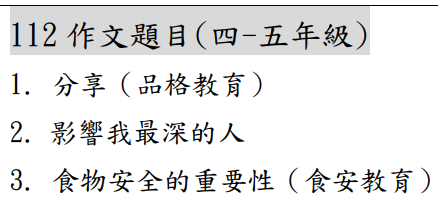 112 作文題目(四-五年級)
1. 分享(品格教育)
2. 影響我最深的人
3. 食物安全的重要性(食安教育)